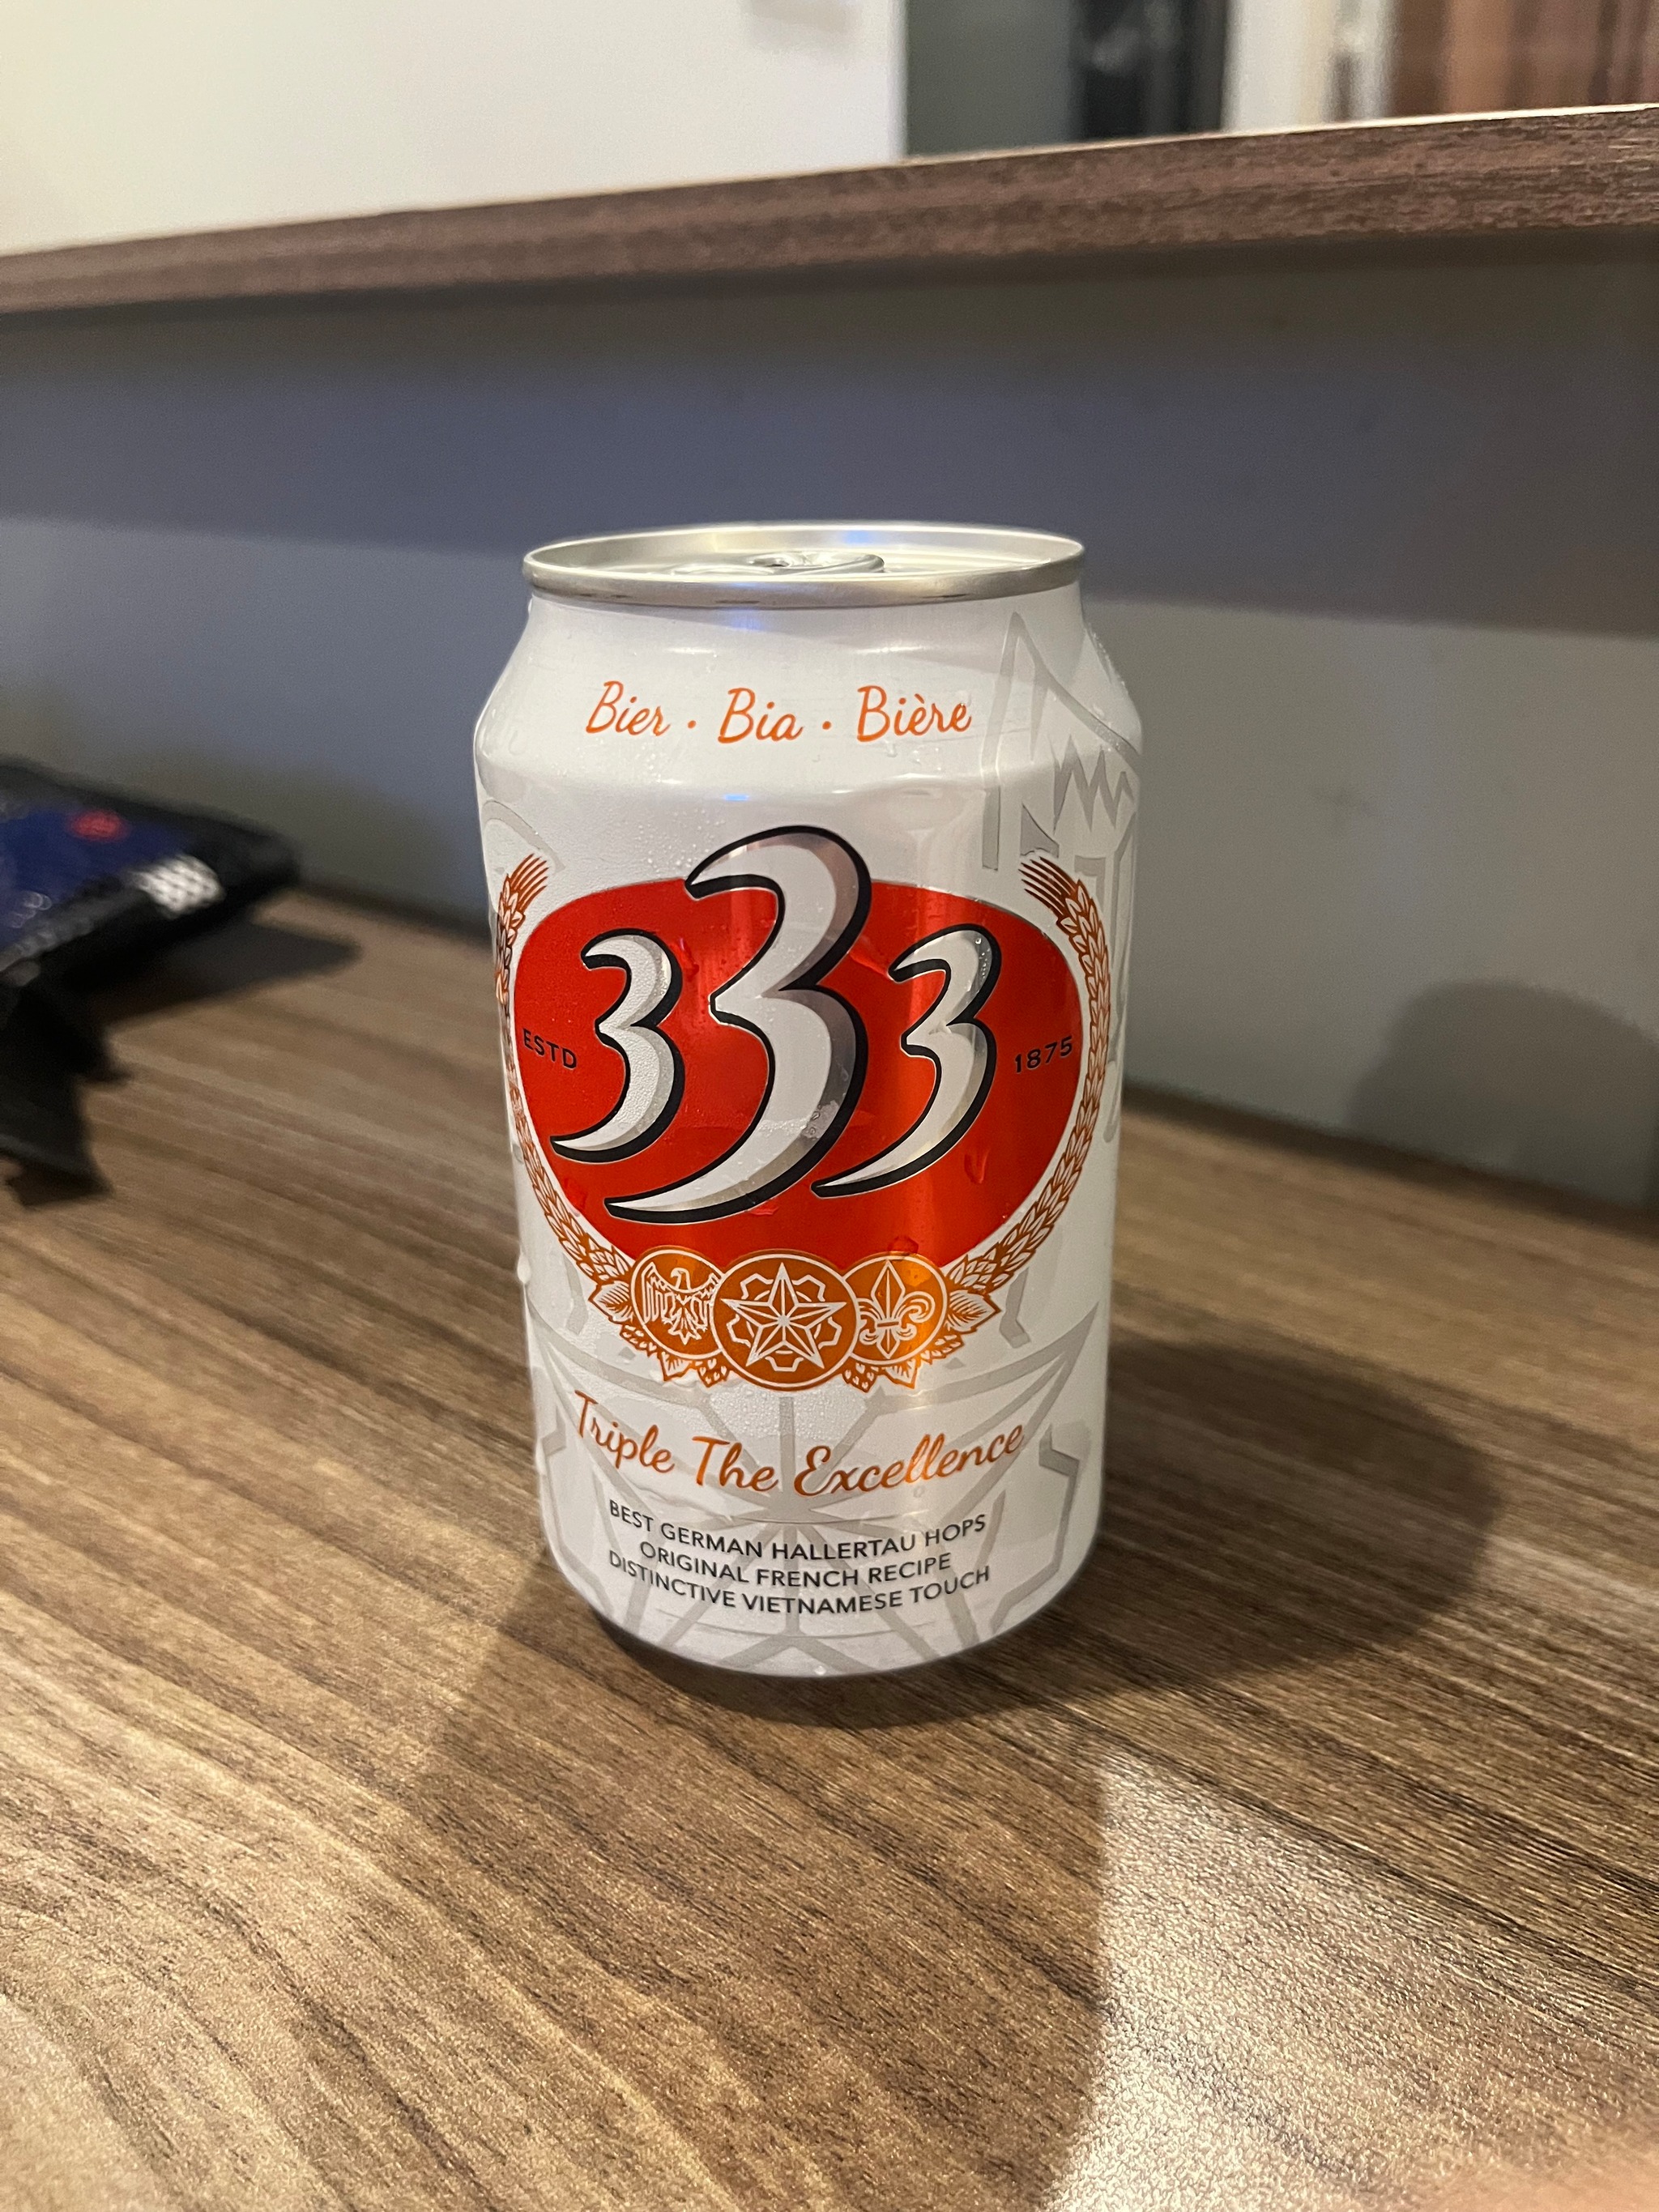 Bier · Bia · Bière
333
ESTD 1875
Triple The Excellence
BEST GERMAN HALLERTAU HOPS
ORIGINAL FRENCH RECIPE
DISTINCTIVE VIETNAMESE TOUCH